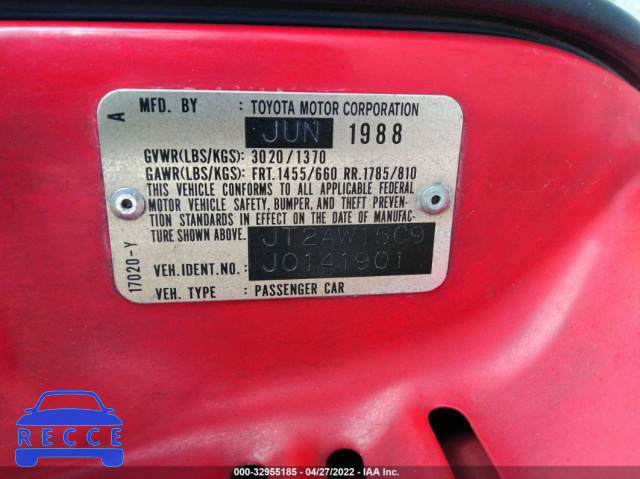 A
MFD. BY : TOYOTA MOTOR CORPORATION
JUN 1988
GVWR(LBS/KGS): 3020/1370
GAWR(LBS/KGS): FRT.1455/660 RR.1785/810
THIS VEHICLE CONFORMS TO ALL APPLICABLE FEDERAL
MOTOR VEHICLE SAFETY, BUMPER, AND THEFT PREVEN-
TION STANDARDS IN EFFECT ON THE DATE OF MANUFAC-
TURE SHOWN ABOVE. JT2AW15C9
VEH.IDENT.NO.: J0141901
VEH. TYPE : PASSENGER CAR
17020-Y
RECCE
000-32955185 - 04/27/2022 - IAA Inc.